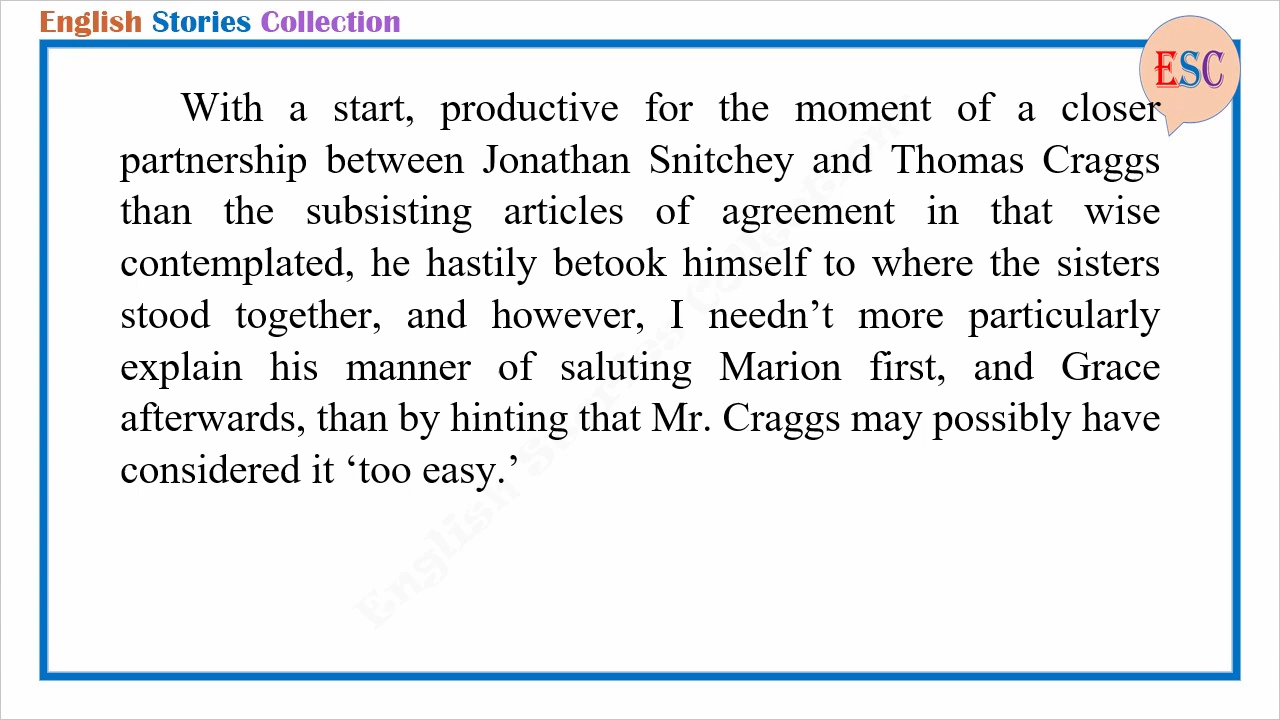 English Stories Collection
ESC
With a start, productive for the moment of a closer
partnership between Jonathan Snitchey and Thomas Craggs
than the subsisting articles of agreement in that wise
contemplated, he hastily betook himself to where the sisters
stood together, and however, I needn’t more particularly
explain his manner of saluting Marion first, and Grace
afterwards, than by hinting that Mr. Craggs may possibly have
considered it ‘too easy.’
English Stories Collection